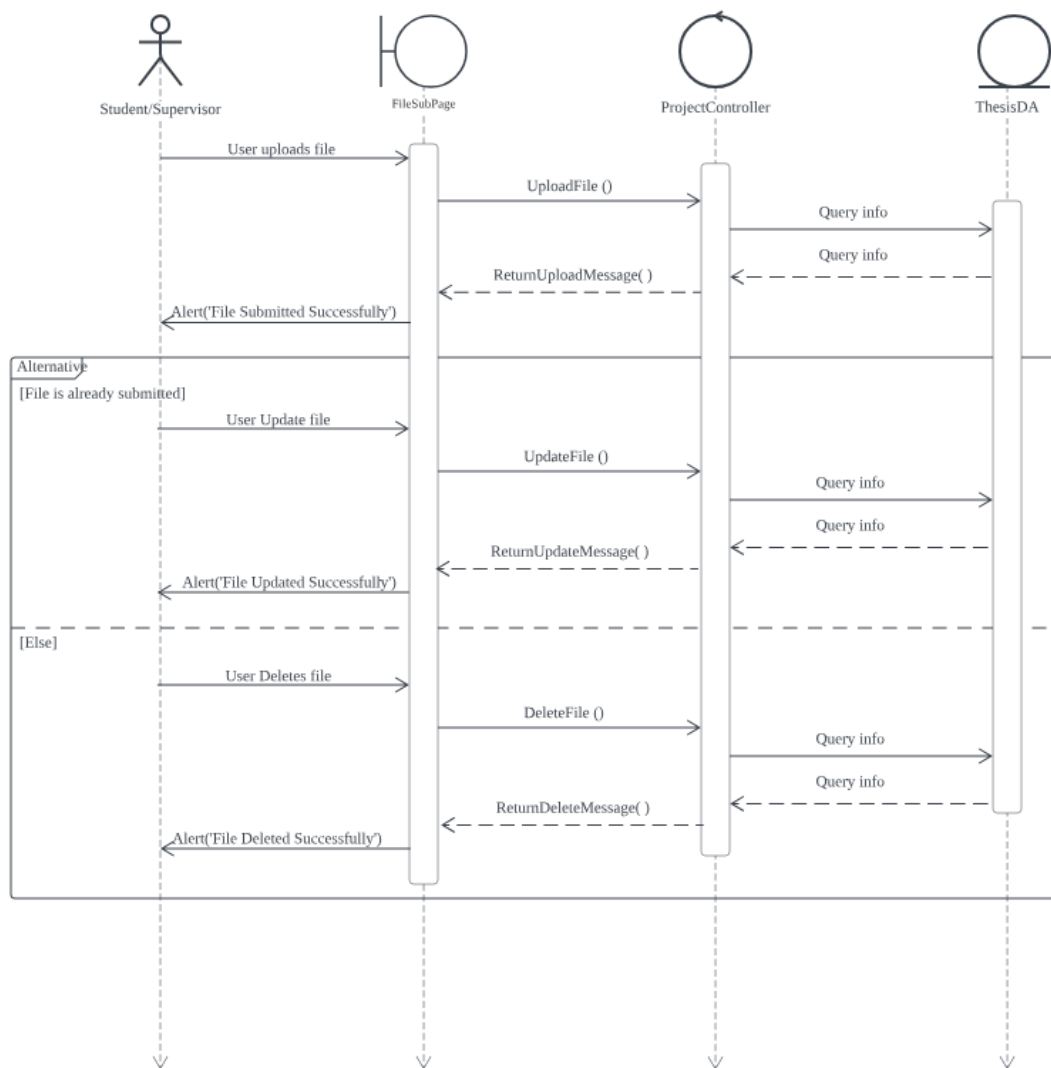 Student/Supervisor
FileSubPage
ProjectController
ThesisDA
User uploads file
UploadFile ()
Query info
Query info
ReturnUploadMessage( )
Alert('File Submitted Successfully')
Alternative
[File is already submitted]
User Update file
UpdateFile ()
Query info
Query info
ReturnUpdateMessage( )
Alert('File Updated Successfully')
[Else]
User Deletes file
DeleteFile ()
Query info
Query info
ReturnDeleteMessage( )
Alert('File Deleted Successfully')